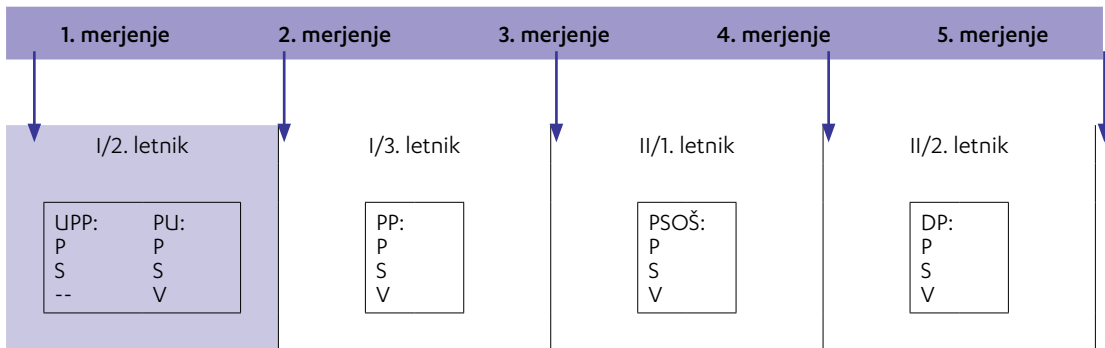 1. merjenje 2. merjenje 3. merjenje 4. merjenje 5. merjenje
I/2. letnik I/3. letnik II/1. letnik II/2. letnik
UPP: PU: PP: PSOŠ: DP:
P P P P P
S S S S S
-- V V V V